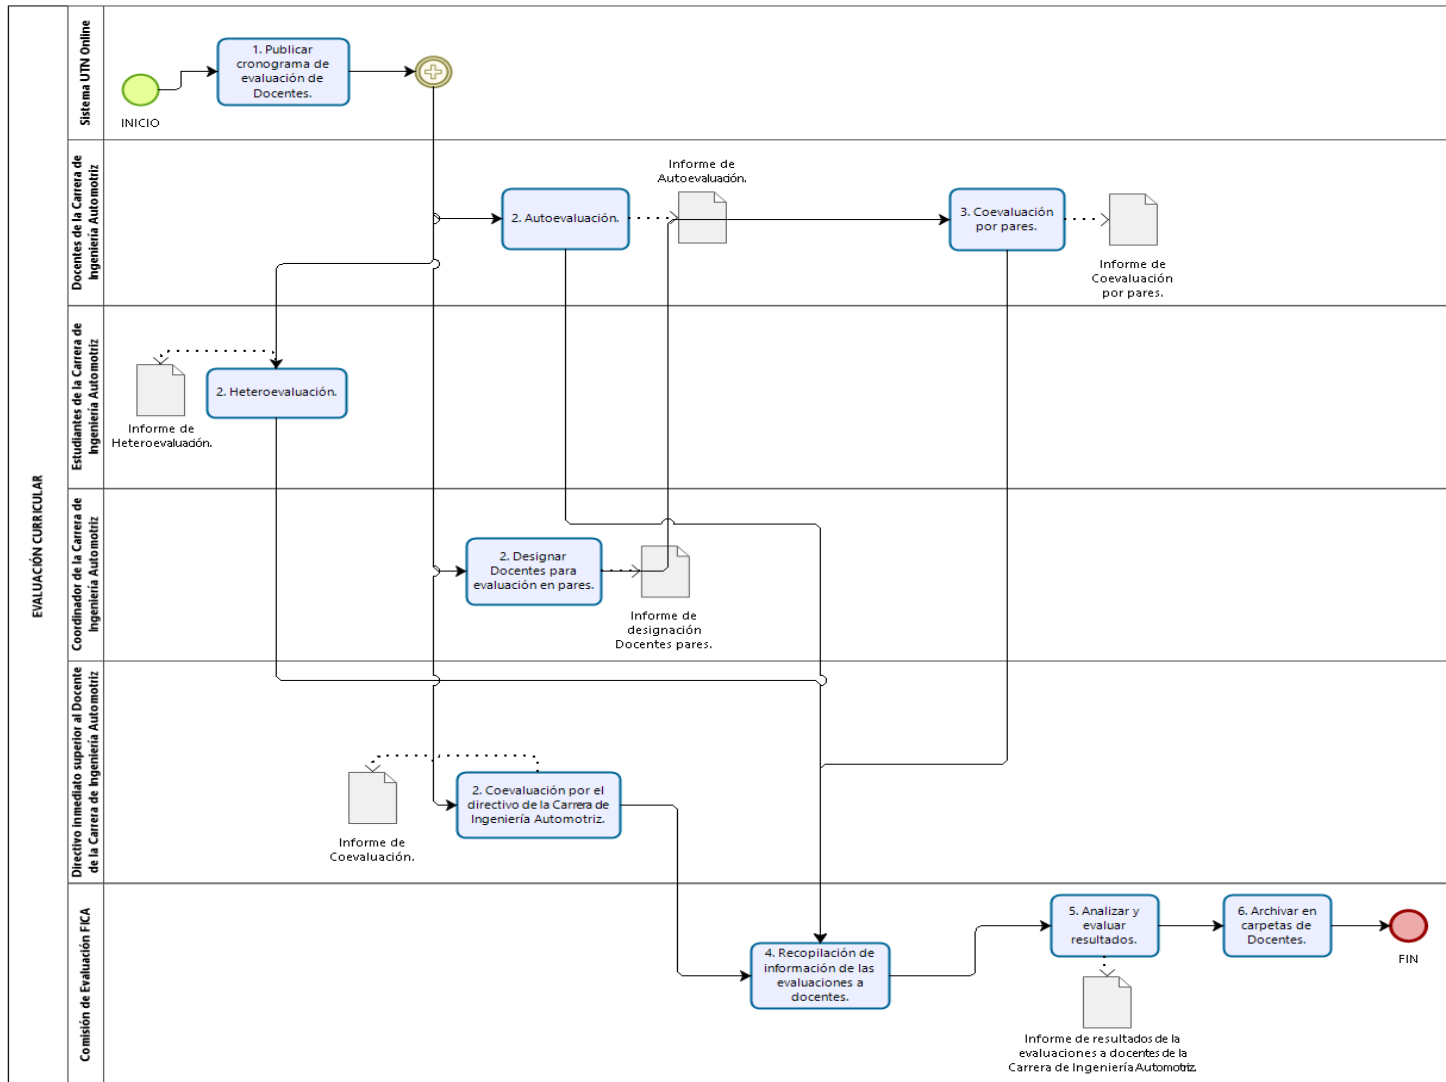 EVALUACIÓN CURRICULAR
Sistema UTN Online
INICIO
1. Publicar
cronograma de
evaluación de
Docentes.
Docentes de la Carrera de
Ingeniería Automotriz
2. Autoevaluación.
Informe de
Autoevaluación.
3. Coevaluación
por pares.
Informe de
Coevaluación
por pares.
Estudiantes de la Carrera de
Ingeniería Automotriz
Informe de
Heteroevaluación.
2. Heteroevaluación.
Coordinador de la Carrera de
Ingeniería Automotriz
2. Designar
Docentes para
evaluación en pares.
Informe de
designación
Docentes pares.
Directivo inmediato superior al Docente
de la Carrera de Ingeniería Automotriz
Informe de
Coevaluación.
2. Coevaluación por el
directivo de la Carrera de
Ingeniería Automotriz.
Comisión de Evaluación FICA
4. Recopilación de
información de las
evaluaciones a
docentes.
5. Analizar y
evaluar
resultados.
Informe de resultados de la
evaluaciones a docentes de la
Carrera de Ingeniería Automotriz.
6. Archivar en
carpetas de
Docentes.
FIN